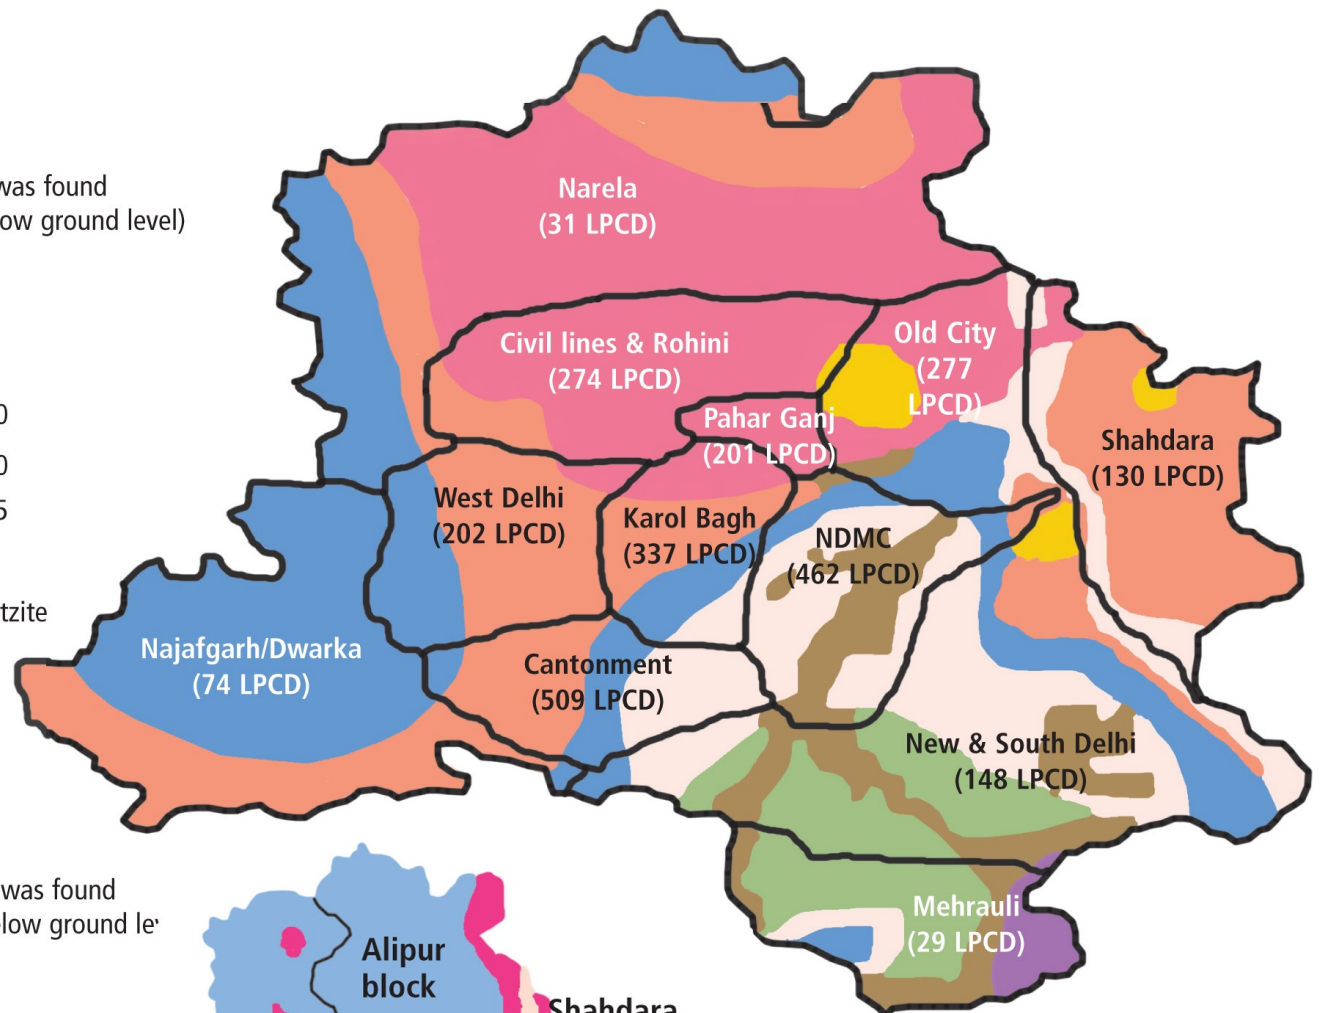 was found
ow ground level)
0
0
5
tzite
Narela
(31 LPCD)
Civil lines & Rohini
(274 LPCD)
Old City
(277
LPCD)
Pahar Ganj
(201 LPCD)
Shahdara
(130 LPCD)
West Delhi
(202 LPCD)
Karol Bagh
(337 LPCD)
NDMC
(462 LPCD)
Najafgarh/Dwarka
(74 LPCD)
Cantonment
(509 LPCD)
New & South Delhi
(148 LPCD)
Mehrauli
(29 LPCD)
was found
elow ground le
Alipur
block
Shahdara